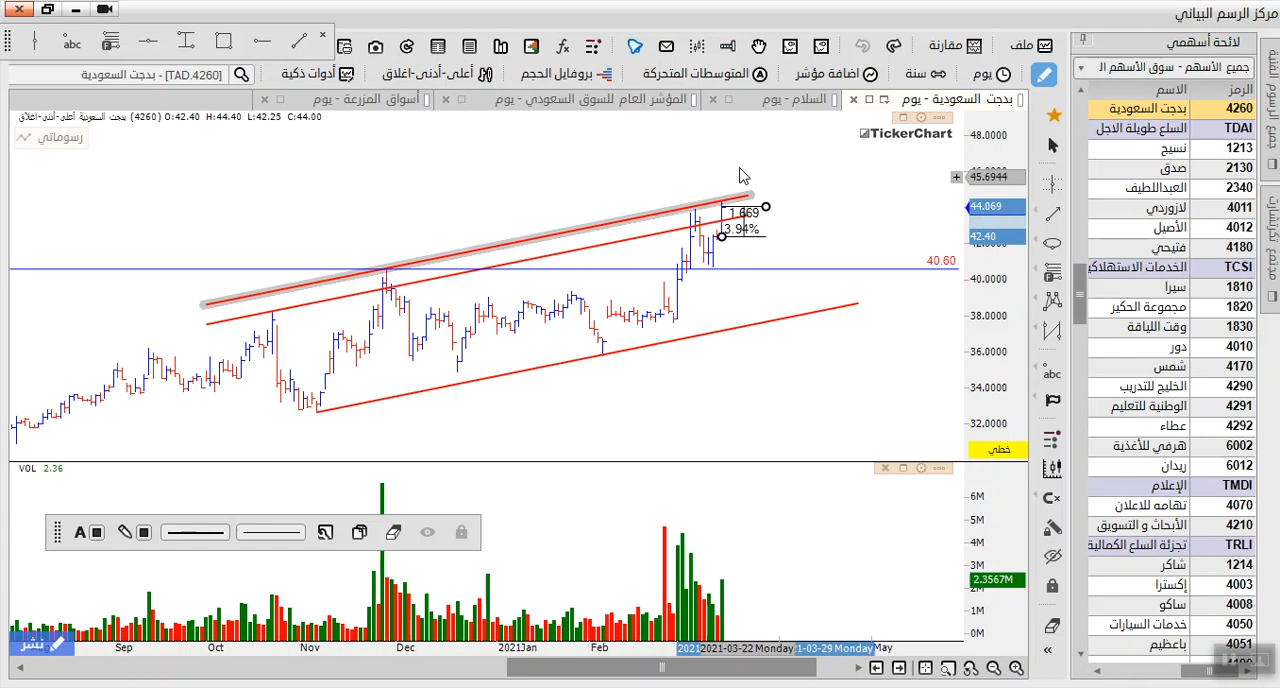 مركز الرسم البياني
ملف
مقارنة
لائحة أسهمي
يوم
سنة
اضافة مؤشر
المتوسطات المتحركة
بروفايل الحجم
أعلى-أدنى-اغلاق
أدوات ذكية
بدجت السعودية - [TAD.4260]
abc
بدجت السعودية - يوم
السلام - يوم
المؤشر العام للسوق السعودي - يوم
أسواق المزرعة - يوم
بدجت السعودية أعلى-أدنى-اغلاق (4260) O:42.40 H:44.40 L:42.25 C:44.00
رسوماتي
TickerChart
48.0000
45.6944
44.069
42.40
40.0000
38.0000
36.0000
34.0000
32.0000
1.669
3.94%
40.60
خطي
VOL 2.36
A
6M
5M
4M
3M
2.3567M
1M
0M
نشر
Sep
Oct
Nov
Dec
2021Jan
Feb
2021
2021-03-22 Monday
1-03-29 Monday
May
abc
جميع الأسهم - سوق الأسهم ال
الرمز الاسم
4260 بدجت السعودية
TDAI السلع طويلة الاجل
1213 نسيج
2130 صدق
2340 العبداللطيف
4011 لازوردي
4012 الأصيل
4180 فتيحي
TCSI الخدمات الاستهلاكية
1810 سيرا
1820 مجموعة الحكير
1830 وقت اللياقة
4010 دور
4170 شمس
4290 الخليج للتدريب
4291 الوطنية للتعليم
4292 عطاء
6002 هرفي للأغذية
6012 ريدان
TMDI الإعلام
4070 تهامه للاعلان
4210 الأبحاث و التسويق
TRLI تجزئة السلع الكمالية
1214 شاكر
4003 إكسترا
4008 ساكو
4050 خدمات السيارات
4051 باعظيم